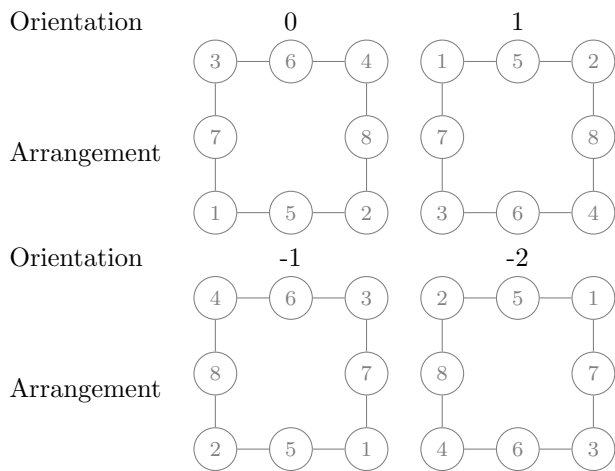 Orientation 0 1
3 6 4 1 5 2
Arrangement 7 8 7 8
1 5 2 3 6 4
Orientation -1 -2
4 6 3 2 5 1
Arrangement 8 7 8 7
2 5 1 4 6 3